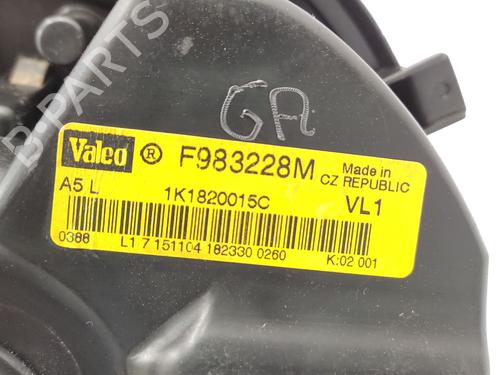 B-PARTS
GA
Valeo ® F983228M Made in CZ REPUBLIC
A5 L 1K1820015C VL1
0388 L1 7 151104 182330 0260 K:02 001